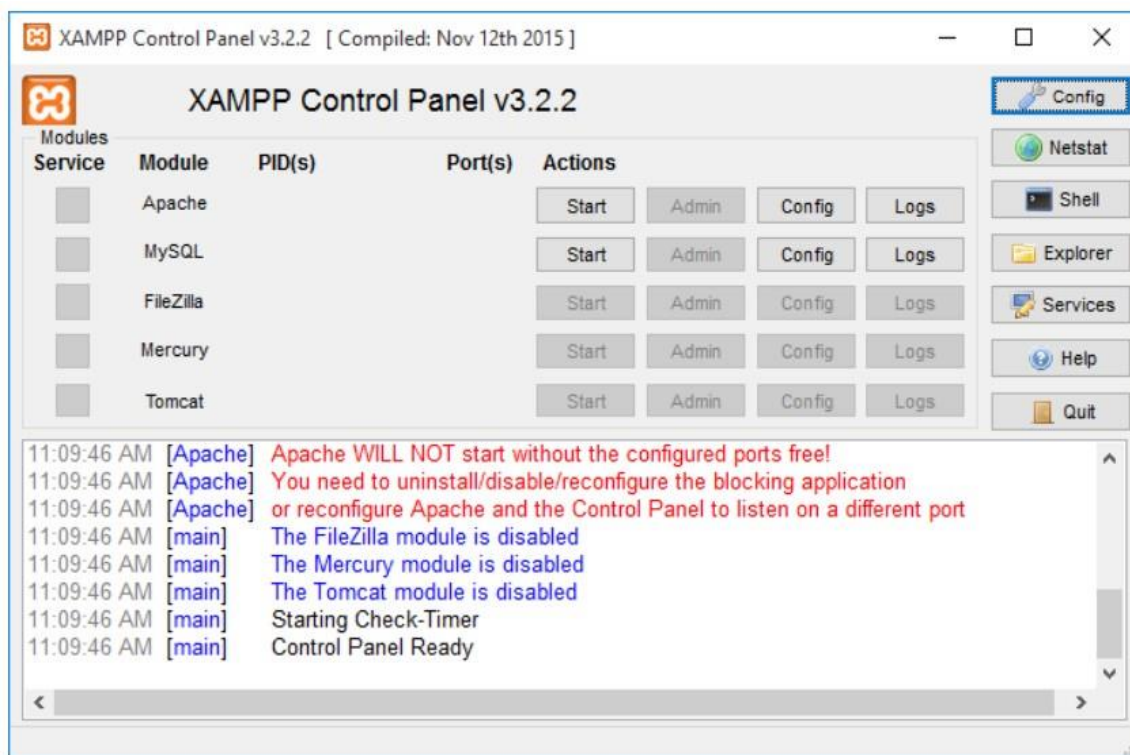 XAMPP Control Panel v3.2.2 [ Compiled: Nov 12th 2015 ]
XAMPP Control Panel v3.2.2
Config
Modules
Service Module PID(s) Port(s) Actions
Netstat
Apache Start Admin Config Logs
Shell
MySQL Start Admin Config Logs
Explorer
FileZilla Start Admin Config Logs
Services
Mercury Start Admin Config Logs
Help
Tomcat Start Admin Config Logs
Quit
11:09:46 AM [Apache] Apache WILL NOT start without the configured ports free!
11:09:46 AM [Apache] You need to uninstall/disable/reconfigure the blocking application
11:09:46 AM [Apache] or reconfigure Apache and the Control Panel to listen on a different port
11:09:46 AM [main] The FileZilla module is disabled
11:09:46 AM [main] The Mercury module is disabled
11:09:46 AM [main] The Tomcat module is disabled
11:09:46 AM [main] Starting Check-Timer
11:09:46 AM [main] Control Panel Ready